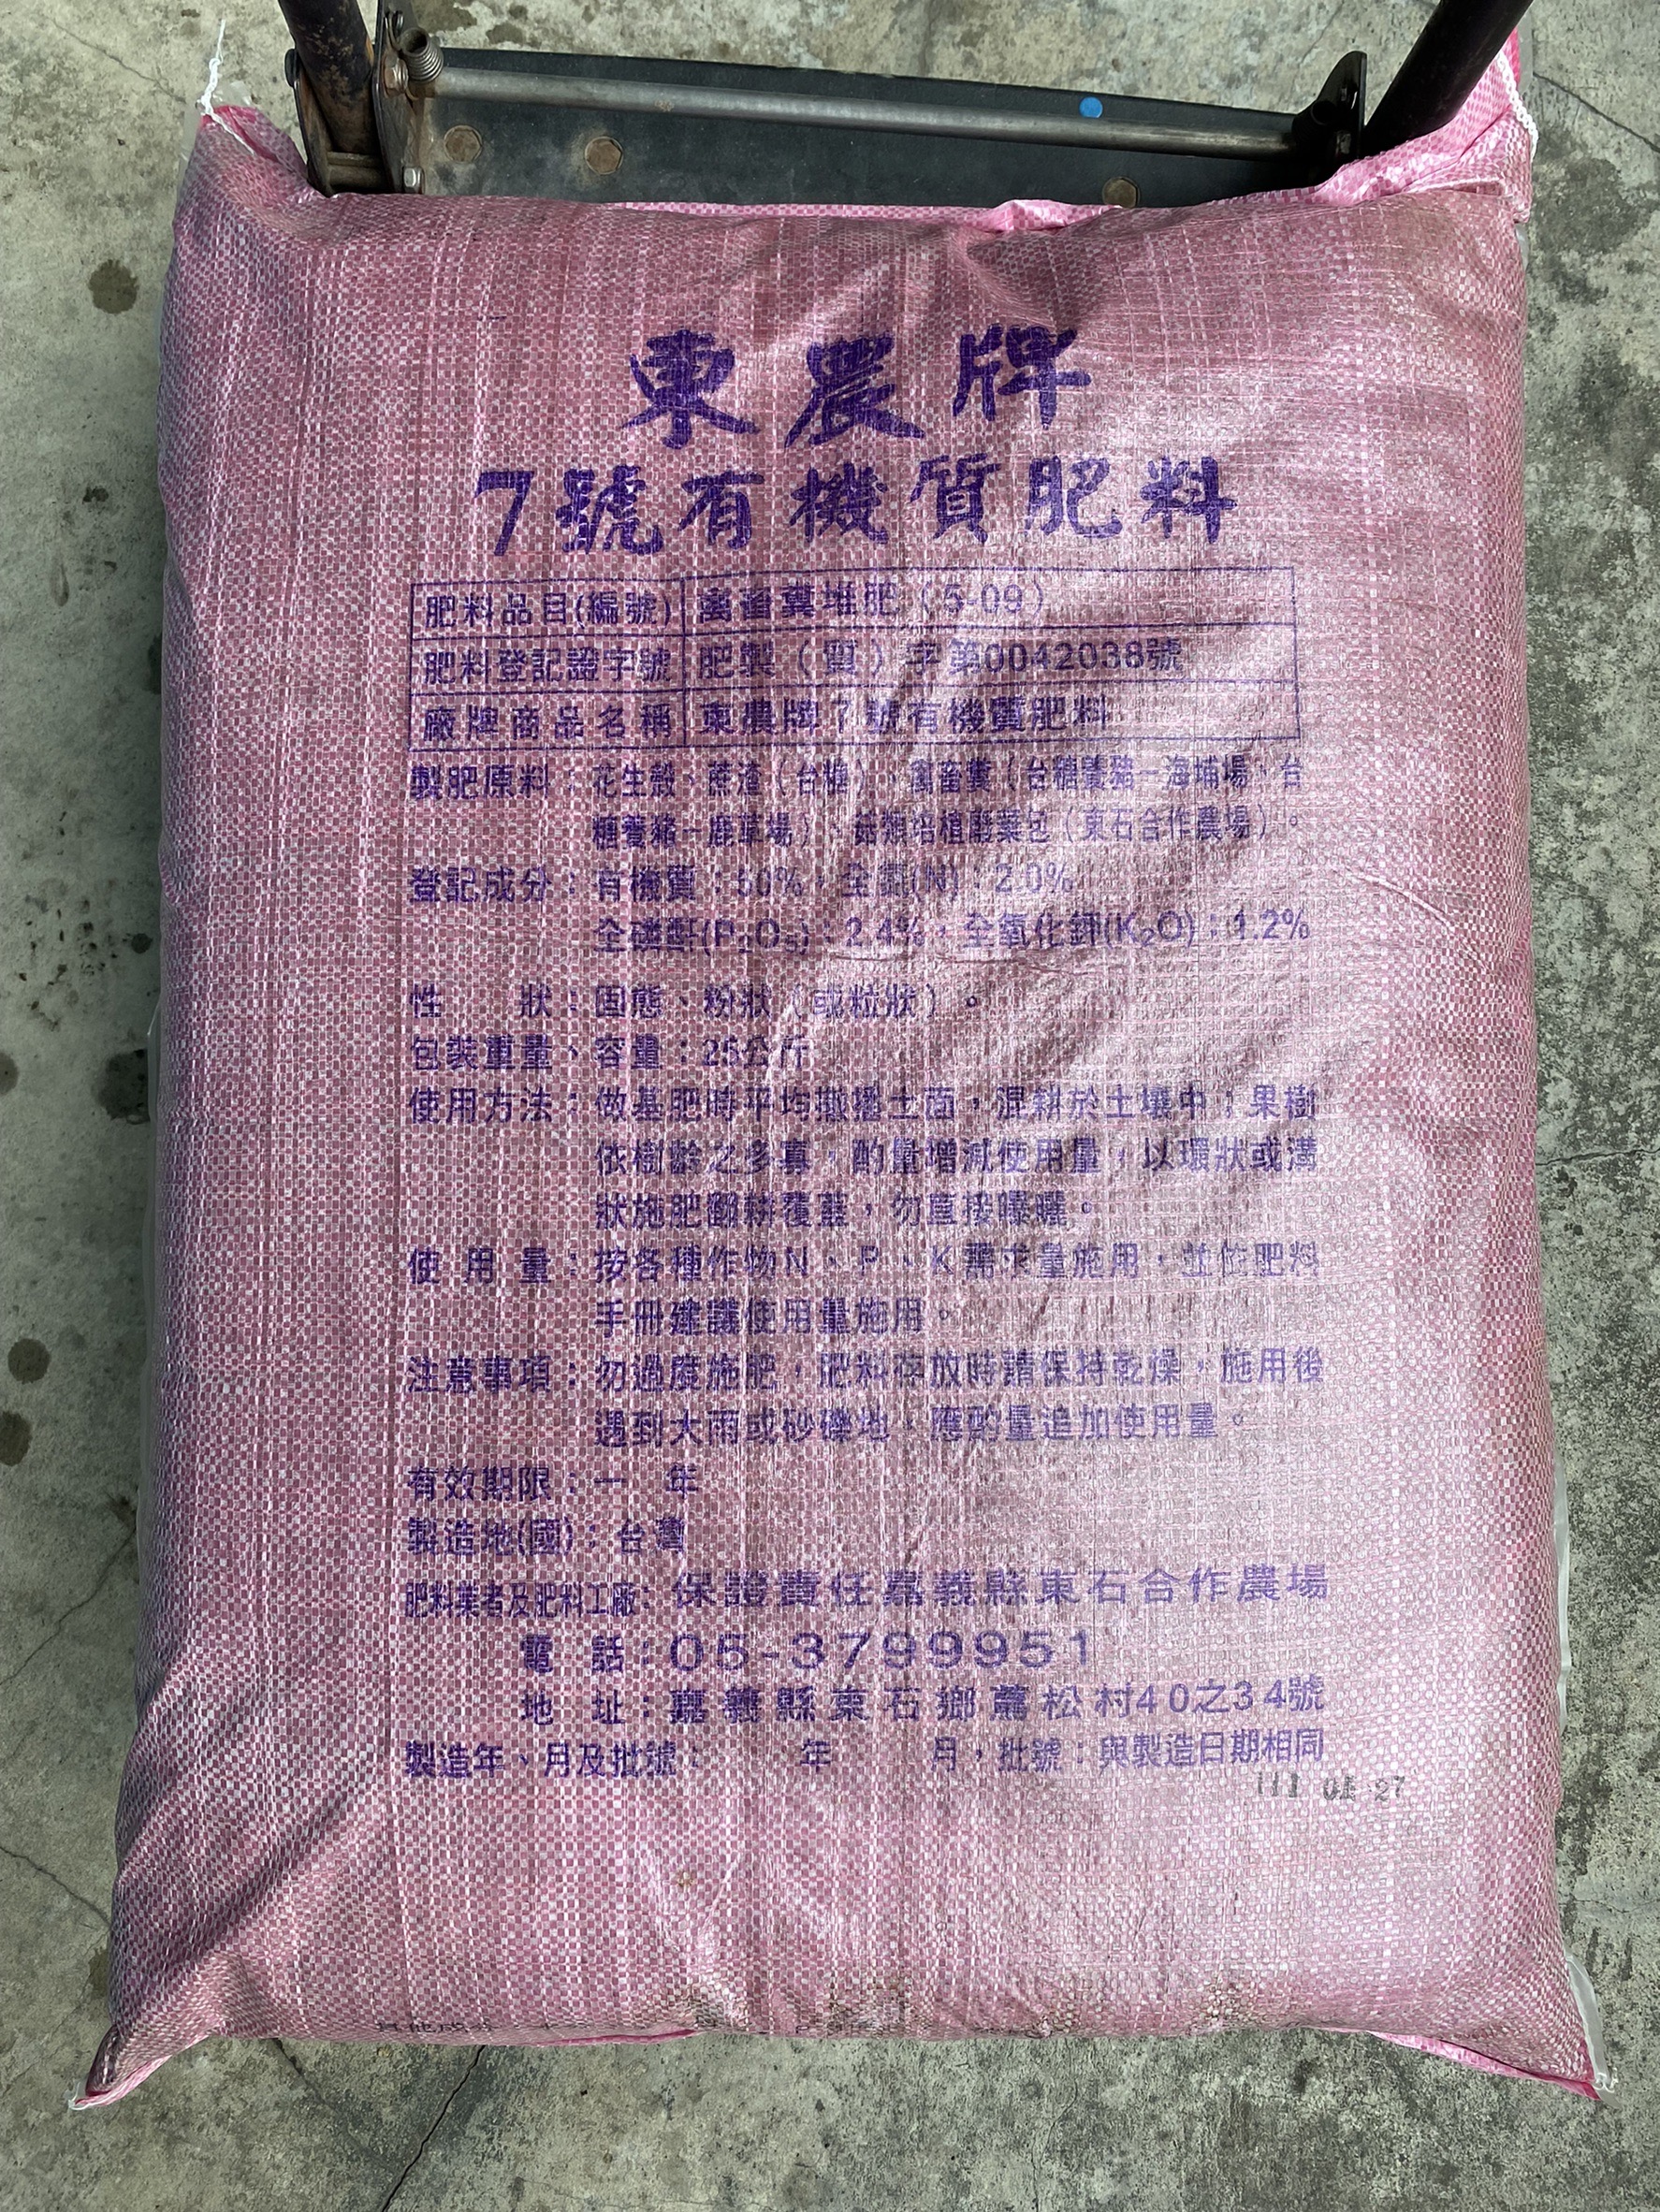 東農牌
7號有機質肥料
肥料品目(編號) 禽畜糞堆肥（5-09）
肥料登記證字號 肥製（質）字第0042038號
廠牌商品名稱 東農牌7號有機質肥料
製肥原料：花生殼、蔗渣（台糖）、禽畜糞（台糖養豬－海埔場、台
糖養豬－鹿草場）、菇類培植廢棄包（東石合作農場）。
登記成分：有機質：50%，全氮(N)：2.0%
全磷酐(P₂O₅)：2.4%，全氧化鉀(K₂O)：1.2%
性　狀：固態、粉狀（或粒狀）。
包裝重量、容量：25公斤
使用方法：做基肥時平均撒播土面，混耕於土壤中；果樹
依樹齡之多寡，酌量增減使用量，以環狀或溝
狀施肥翻耕覆蓋，勿直接曝曬。
使用量：按各種作物N、P、K需求量施用，並依肥料
手冊建議使用量施用。
注意事項：勿過度施肥，肥料存放時請保持乾燥，施用後
遇到大雨或砂礫地，應酌量追加使用量。
有效期限：一　年
製造地(國)：台灣
肥料業者及肥料工廠：保證責任嘉義縣東石合作農場
電　話：05-3799951
地　址：嘉義縣東石鄉蔦松村40之34號
製造年、月及批號：　年　月，批號：與製造日期相同
27